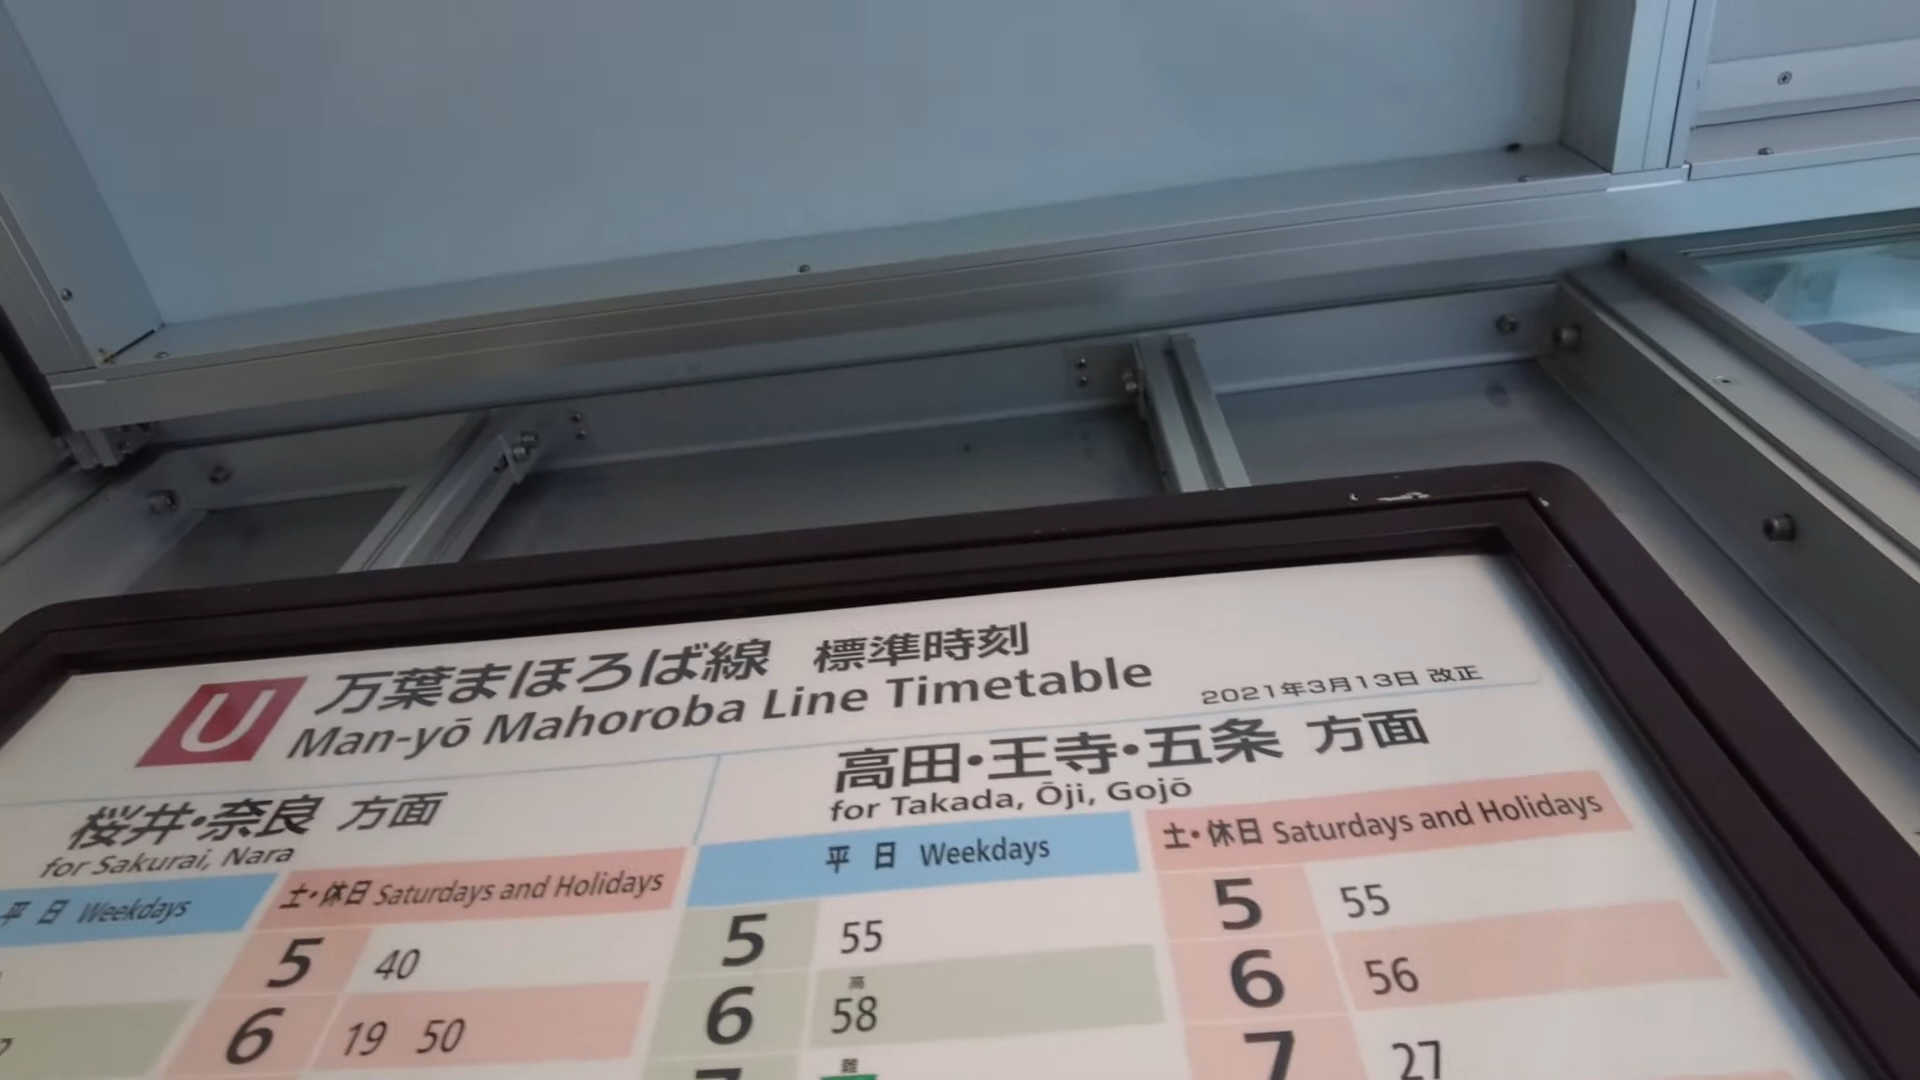 U 万葉まほろば線 標準時刻
Man-yō Mahoroba Line Timetable
2021年3月13日 改正
桜井・奈良 方面
for Sakurai, Nara
平 日 Weekdays
土・休日 Saturdays and Holidays
5 40
6 19 50
高田・王寺・五条 方面
for Takada, Ōji, Gojō
平 日 Weekdays
5 55
高
6 58
難
7
土・休日 Saturdays and Holidays
5 55
6 56
7 27